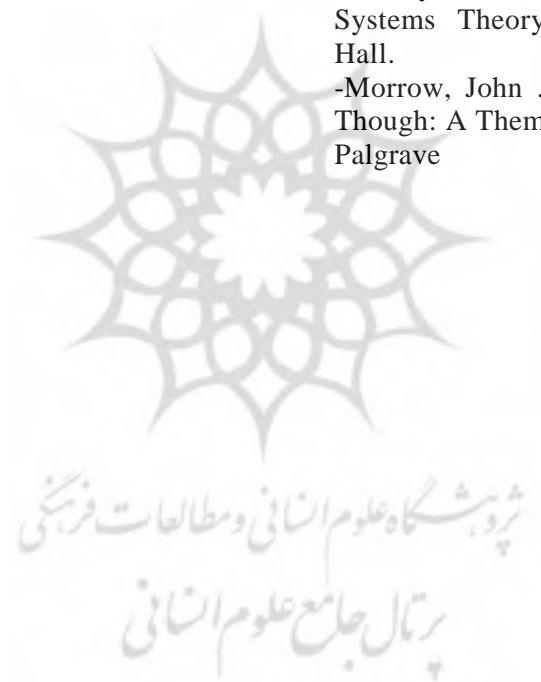 Systems Theory
Hall.
-Morrow, John .
Though: A Them
Palgrave
پژوهشگاه علوم انسانی و مطالعات فرهنگی
پرتال جامع علوم انسانی